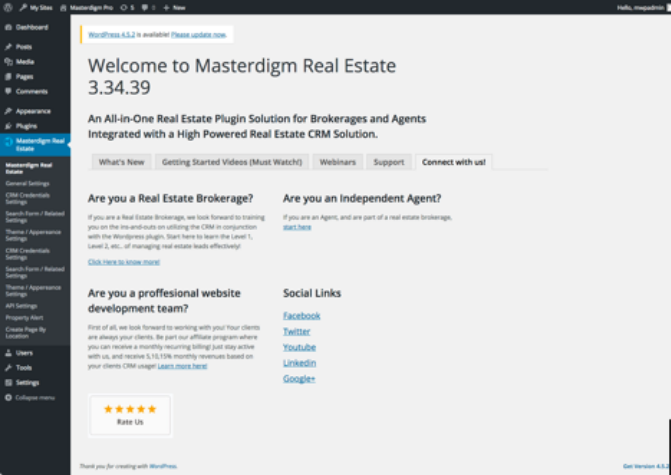 My Sites Masterdigm Pro 5 0 + New Hello, mwpadmin
Dashboard
Posts
Media
Pages
Comments
Appearance
Plugins
Masterdigm Real
Estate
Masterdigm Real
Estate
General Settings
CRM Credentials
Settings
Search Form / Related
Settings
Theme / Appereance
Settings
CRM Credentials
Settings
Search Form / Related
Settings
Theme / Appereance
Settings
API Settings
Property Alert
Create Page By
Location
Users
Tools
Settings
Collapse menu
WordPress 4.5.2 is available! Please update now.
Welcome to Masterdigm Real Estate
3.34.39
An All-in-One Real Estate Plugin Solution for Brokerages and Agents
Integrated with a High Powered Real Estate CRM Solution.
What's New Getting Started Videos (Must Watch!) Webinars Support Connect with us!
Are you a Real Estate Brokerage?
If you are a Real Estate Brokerage, we look forward to training
you on the ins-and-outs on utilizing the CRM in conjunction
with the Wordpress plugin. Start here to learn the Level 1,
Level 2, etc.. of managing real estate leads effectively!
Click Here to know more!
Are you an Independent Agent?
If you are an Agent, and are part of a real estate brokerage,
start here
Are you a proffesional website
development team?
First of all, we look forward to working with you! Your clients
are always your clients. Be part our affiliate program where
you can receive a monthly recurring billing! Just stay active
with us, and receive 5,10,15% monthly revenues based on
your clients CRM usage! Learn more here!
Social Links
Facebook
Twitter
Youtube
Linkedin
Google+
Rate Us
Thank you for creating with WordPress.
Get Version 4.5.2